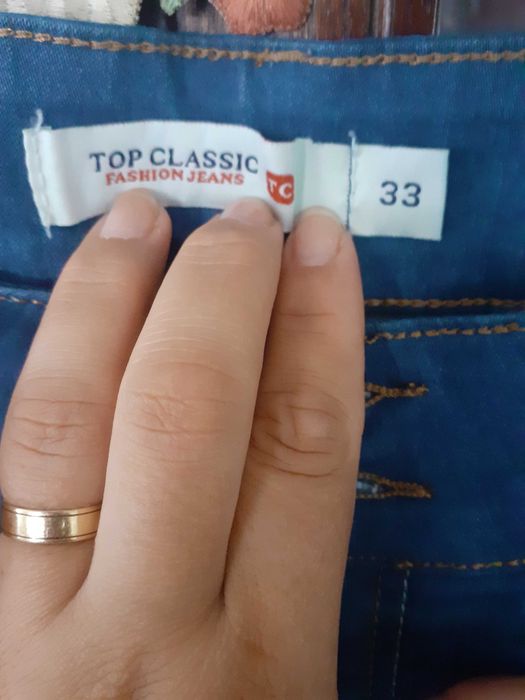 TOP CLASSIC
FASHION JEANS
TC
33